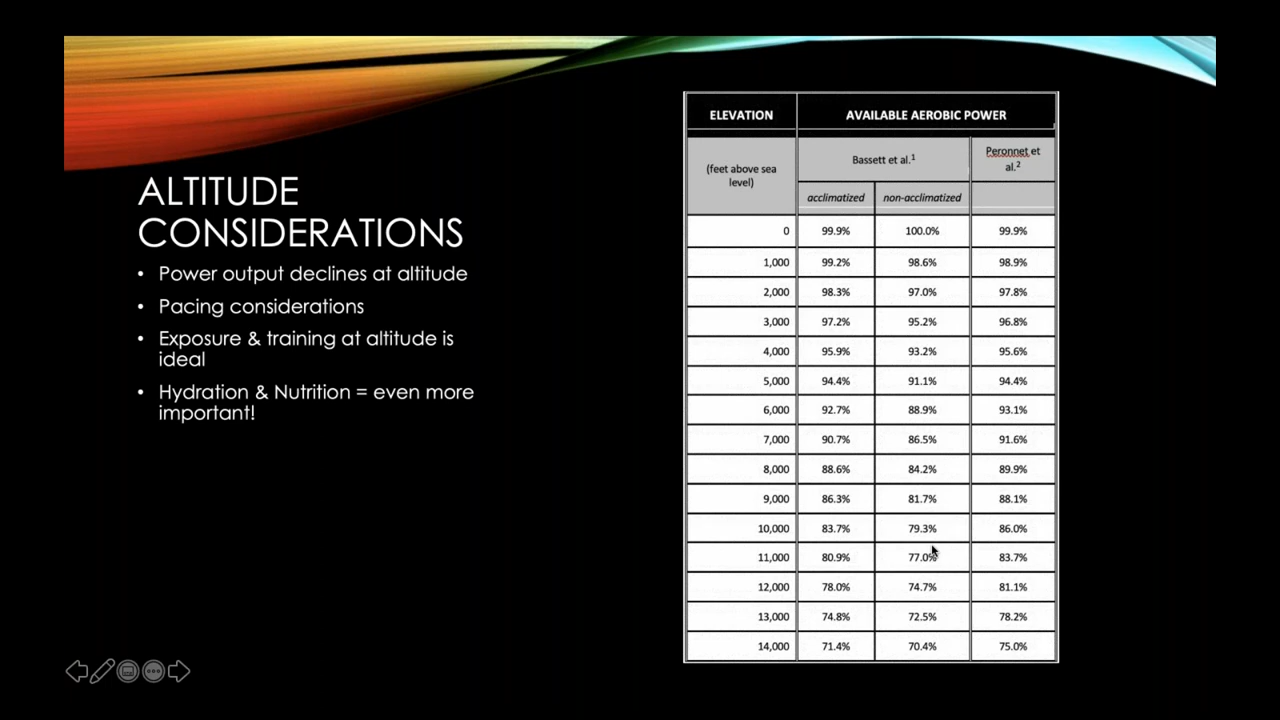 ALTITUDE
CONSIDERATIONS
• Power output declines at altitude
• Pacing considerations
• Exposure & training at altitude is
ideal
• Hydration & Nutrition = even more
important!
ELEVATION AVAILABLE AEROBIC POWER
(feet above sea
level)
Bassett et al.1
Peronnet et
al.2
acclimatized non-acclimatized
0 99.9% 100.0% 99.9%
1,000 99.2% 98.6% 98.9%
2,000 98.3% 97.0% 97.8%
3,000 97.2% 95.2% 96.8%
4,000 95.9% 93.2% 95.6%
5,000 94.4% 91.1% 94.4%
6,000 92.7% 88.9% 93.1%
7,000 90.7% 86.5% 91.6%
8,000 88.6% 84.2% 89.9%
9,000 86.3% 81.7% 88.1%
10,000 83.7% 79.3% 86.0%
11,000 80.9% 77.0% 83.7%
12,000 78.0% 74.7% 81.1%
13,000 74.8% 72.5% 78.2%
14,000 71.4% 70.4% 75.0%